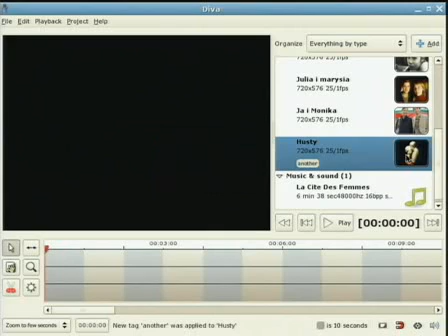 Diva
File Edit Playback Project Help
Organize Everything by type Add
720x576 25/1fps
Julia i marysia
720x576 25/1fps
Ja i Monika
720x576 25/1fps
Husty
720x576 25/1fps
another
Music & sound (1)
La Cite Des Femmes
6 min 38 sec48000hz 16bpp s
Play [00:00:00]
00:03:00 00:06:00 00:09:00
Zoom to few seconds 00:00:00 New tag 'another' was applied to 'Husty' is 10 seconds